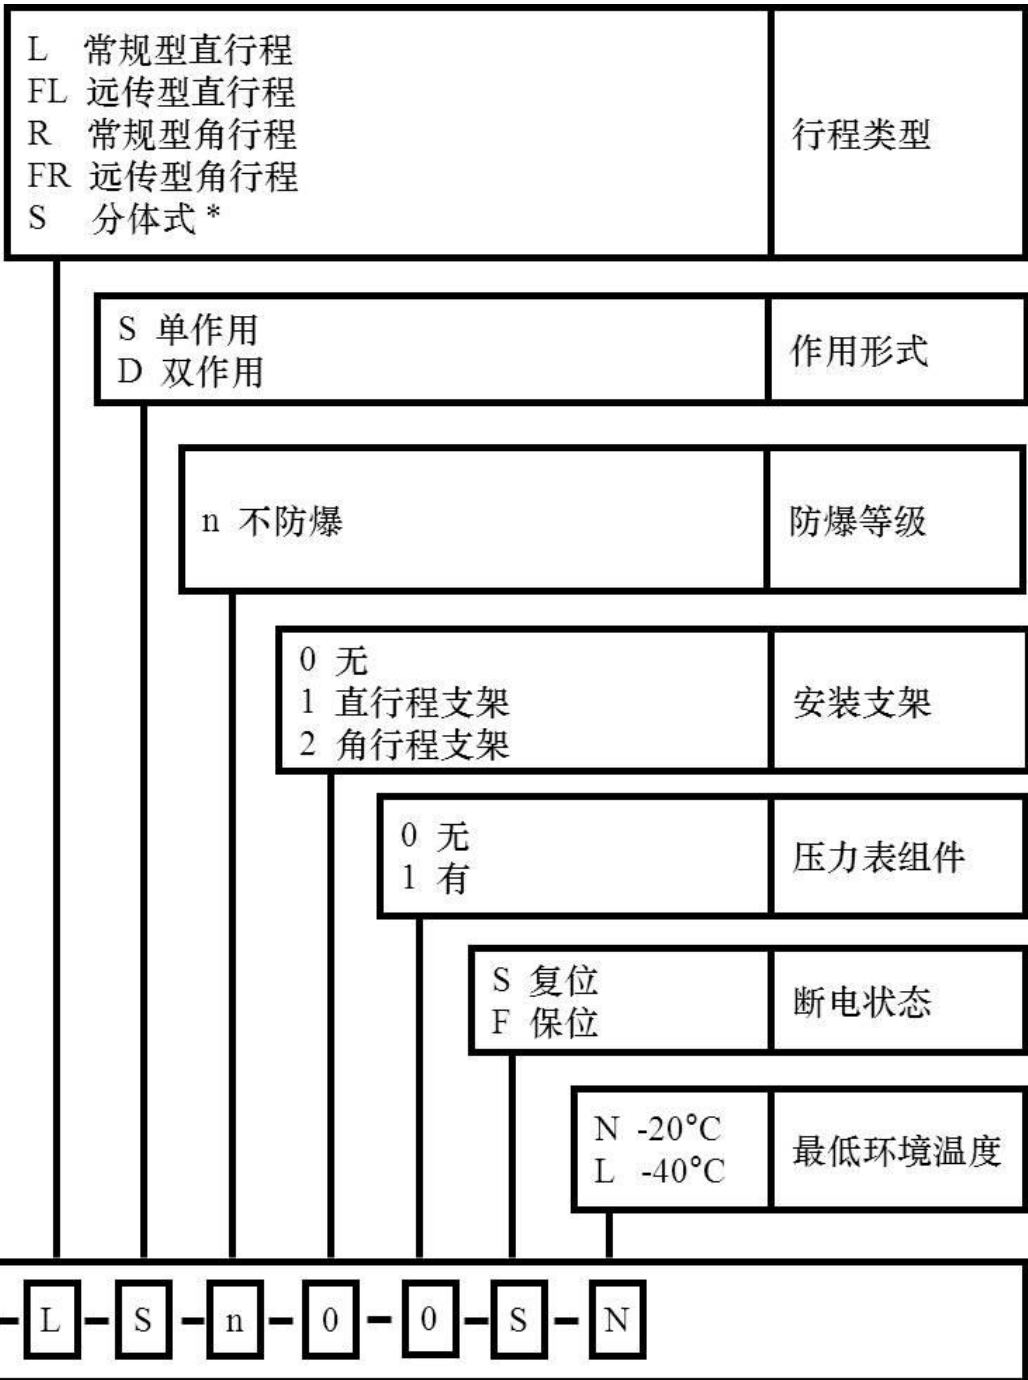 L 常规型直行程
FL 远传型直行程
R 常规型角行程
FR 远传型角行程
S 分体式*
行程类型
S 单作用
D 双作用
作用形式
n 不防爆
防爆等级
0 无
1 直行程支架
2 角行程支架
安装支架
0 无
1 有
压力表组件
S 复位
F 保位
断电状态
N -20°C
L -40°C
最低环境温度
-L-S-n-0-0-S-N